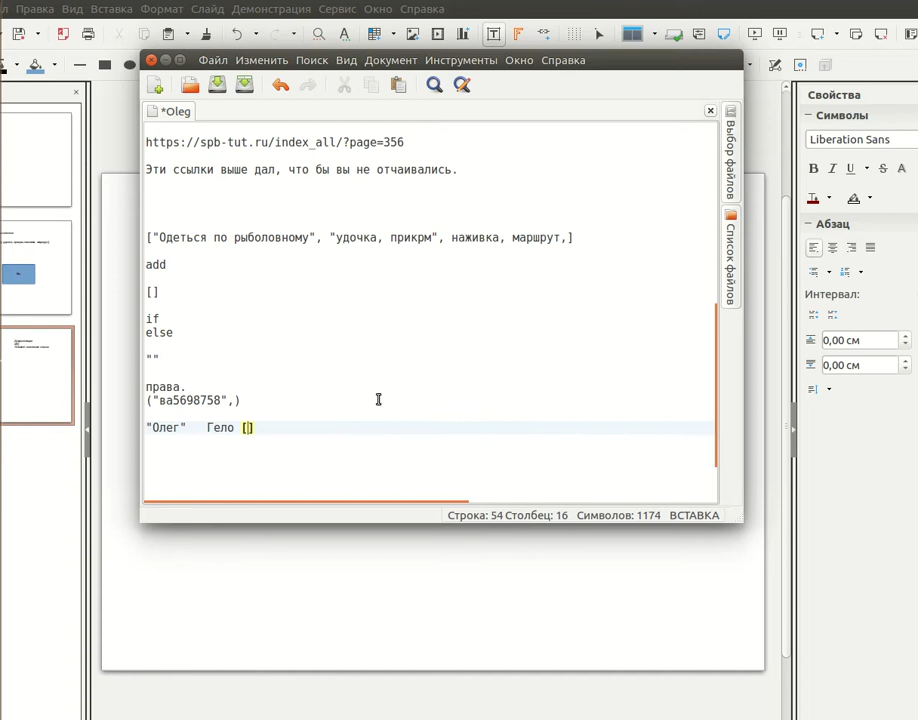 л Правка Вид Вставка Формат Слайд Демонстрация Сервис Окно Справка
Файл Изменить Поиск Вид Документ Инструменты Окно Справка
*Oleg
https://spb-tut.ru/index_all/?page=356
Эти ссылки выше дал, что бы вы не отчаивались.
["Одеться по рыболовному", "удочка, прикрм", наживка, маршрут,]
add
[]
if
else
""
права.
("ва5698758",)
"Олег" Гело []
Строка: 54 Столбец: 16 Символов: 1174 ВСТАВКА
Выбор файлов
Список файлов
Свойства
Символы
Liberation Sans
B I U S A
Абзац
Интервал:
0,00 см
0,00 см